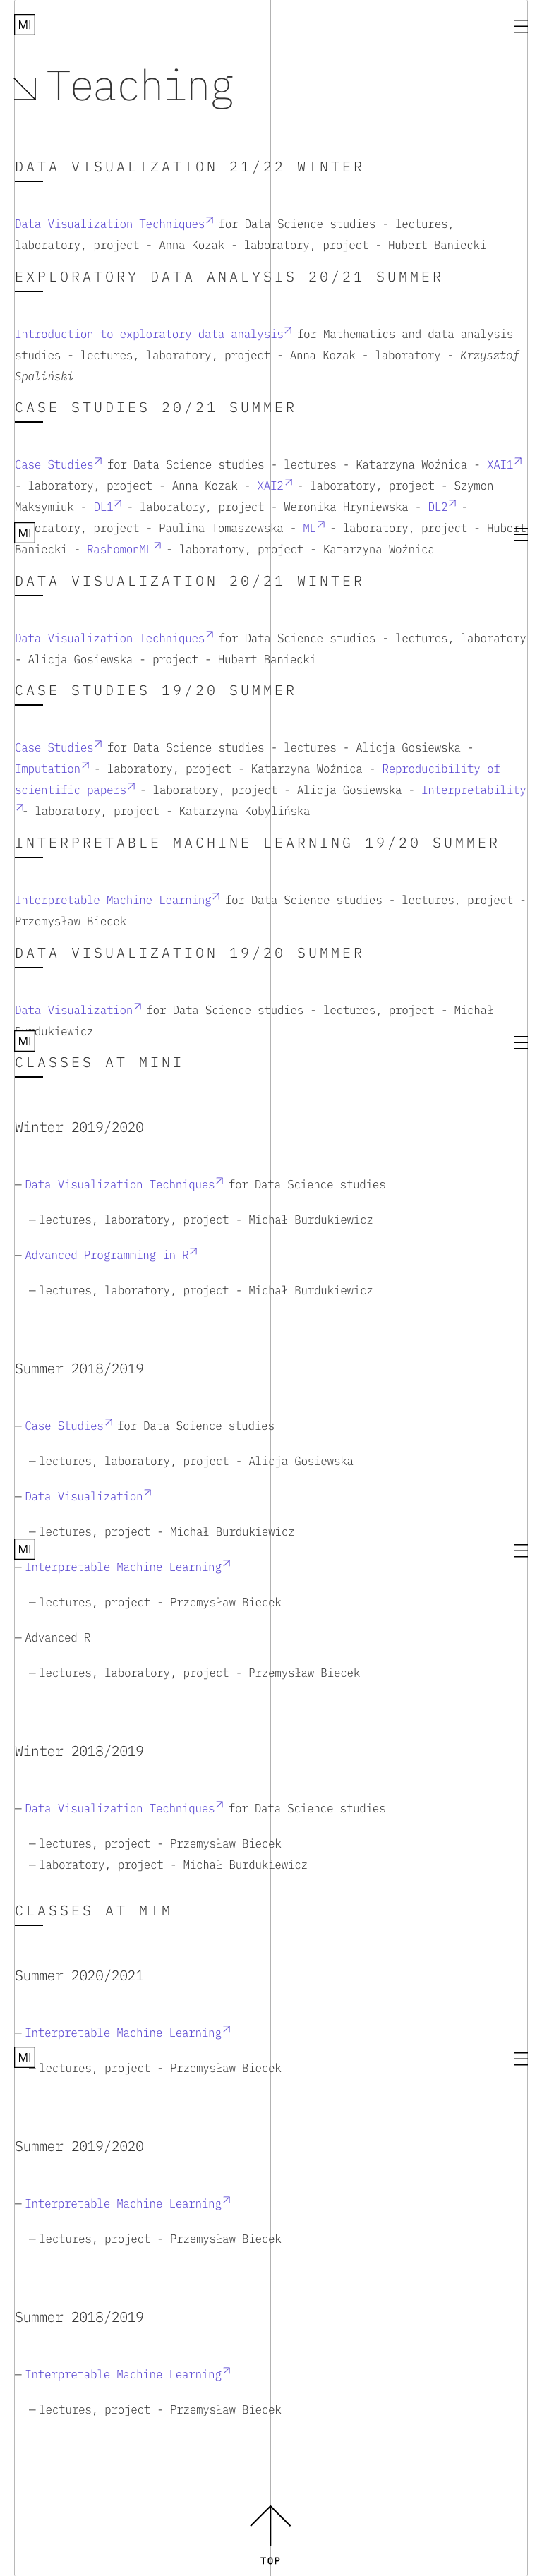 MI
Teaching
DATA VISUALIZATION 21/22 WINTER
Data Visualization Techniques for Data Science studies - lectures,
laboratory, project - Anna Kozak - laboratory, project - Hubert Baniecki
EXPLORATORY DATA ANALYSIS 20/21 SUMMER
Introduction to exploratory data analysis for Mathematics and data analysis
studies - lectures, laboratory, project - Anna Kozak - laboratory - Krzysztof
Spaliński
CASE STUDIES 20/21 SUMMER
Case Studies for Data Science studies - lectures - Katarzyna Woźnica - XAI1
- laboratory, project - Anna Kozak - XAI2 - laboratory, project - Szymon
Maksymiuk - DL1 - laboratory, project - Weronika Hryniewska - DL2 -
laboratory, project - Paulina Tomaszewska - ML - laboratory, project - Hubert
MI
Baniecki - RashomonML - laboratory, project - Katarzyna Woźnica
DATA VISUALIZATION 20/21 WINTER
Data Visualization Techniques for Data Science studies - lectures, laboratory
- Alicja Gosiewska - project - Hubert Baniecki
CASE STUDIES 19/20 SUMMER
Case Studies for Data Science studies - lectures - Alicja Gosiewska -
Imputation - laboratory, project - Katarzyna Woźnica - Reproducibility of
scientific papers - laboratory, project - Alicja Gosiewska - Interpretability
- laboratory, project - Katarzyna Kobylińska
INTERPRETABLE MACHINE LEARNING 19/20 SUMMER
Interpretable Machine Learning for Data Science studies - lectures, project -
Przemysław Biecek
DATA VISUALIZATION 19/20 SUMMER
Data Visualization for Data Science studies - lectures, project - Michał
Burdukiewicz
MI
CLASSES AT MINI
Winter 2019/2020
— Data Visualization Techniques for Data Science studies
— lectures, laboratory, project - Michał Burdukiewicz
— Advanced Programming in R
— lectures, laboratory, project - Michał Burdukiewicz
Summer 2018/2019
— Case Studies for Data Science studies
— lectures, laboratory, project - Alicja Gosiewska
— Data Visualization
— lectures, project - Michał Burdukiewicz
MI
— Interpretable Machine Learning
— lectures, project - Przemysław Biecek
— Advanced R
— lectures, laboratory, project - Przemysław Biecek
Winter 2018/2019
— Data Visualization Techniques for Data Science studies
— lectures, project - Przemysław Biecek
— laboratory, project - Michał Burdukiewicz
CLASSES AT MIM
Summer 2020/2021
— Interpretable Machine Learning
MI
— lectures, project - Przemysław Biecek
Summer 2019/2020
— Interpretable Machine Learning
— lectures, project - Przemysław Biecek
Summer 2018/2019
— Interpretable Machine Learning
— lectures, project - Przemysław Biecek
TOP